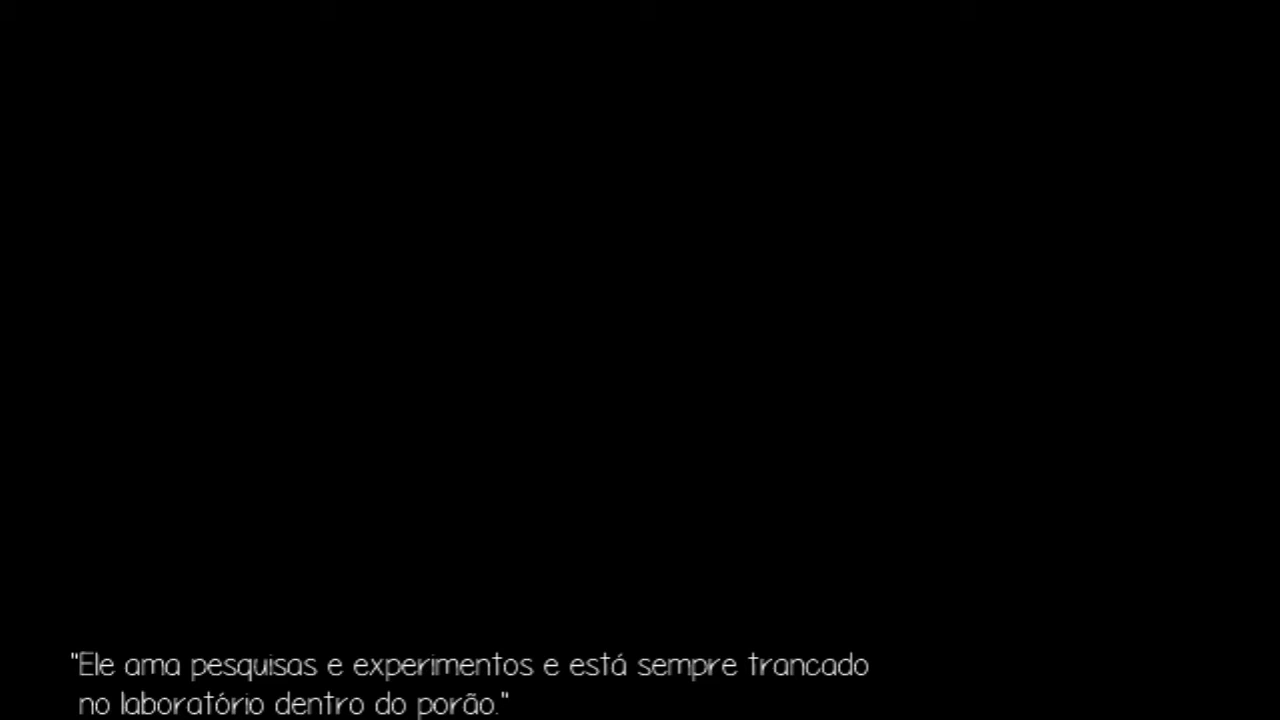 "Ele ama pesquisas e experimentos e está sempre trancado
no laboratório dentro do porão."